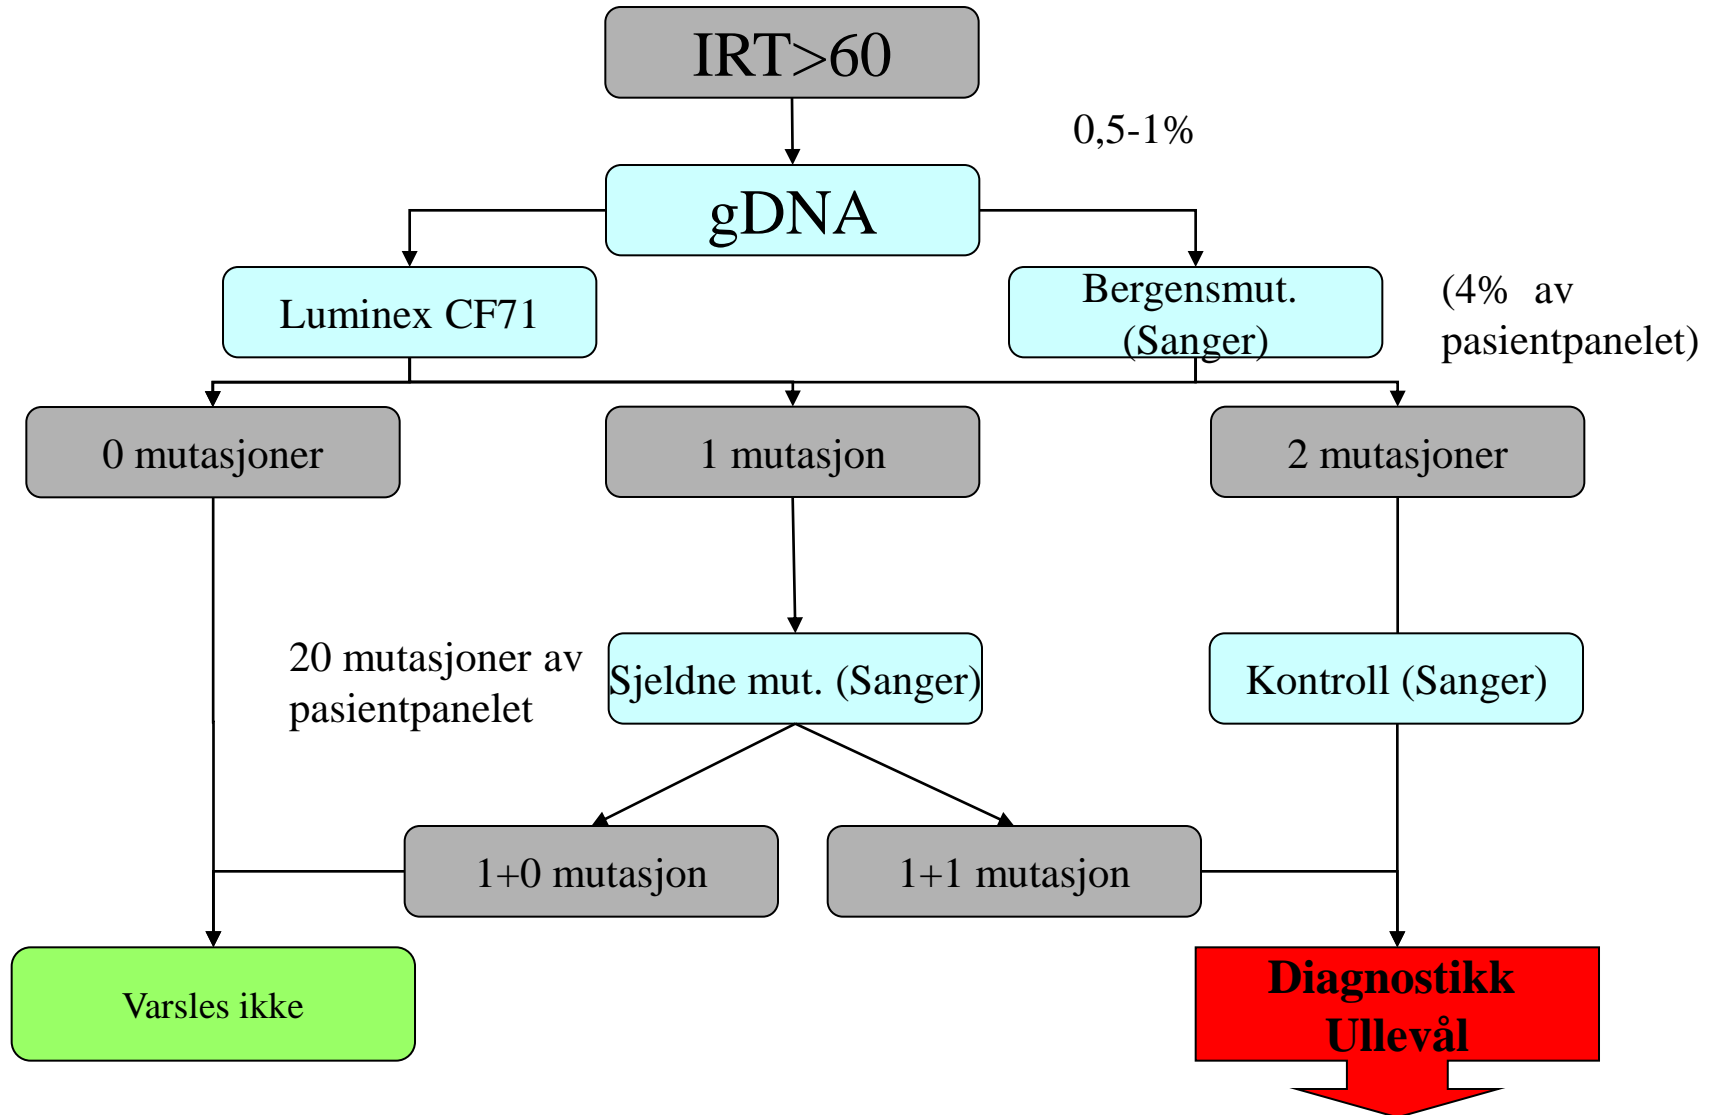 IRT>60
0,5-1%
gDNA
Luminex CF71
Bergensmut.
(Sanger)
(4% av
pasientpanelet)
0 mutasjoner
1 mutasjon
2 mutasjoner
20 mutasjoner av
pasientpanelet
Sjeldne mut. (Sanger)
Kontroll (Sanger)
1+0 mutasjon
1+1 mutasjon
Varsles ikke
Diagnostikk
Ullevål